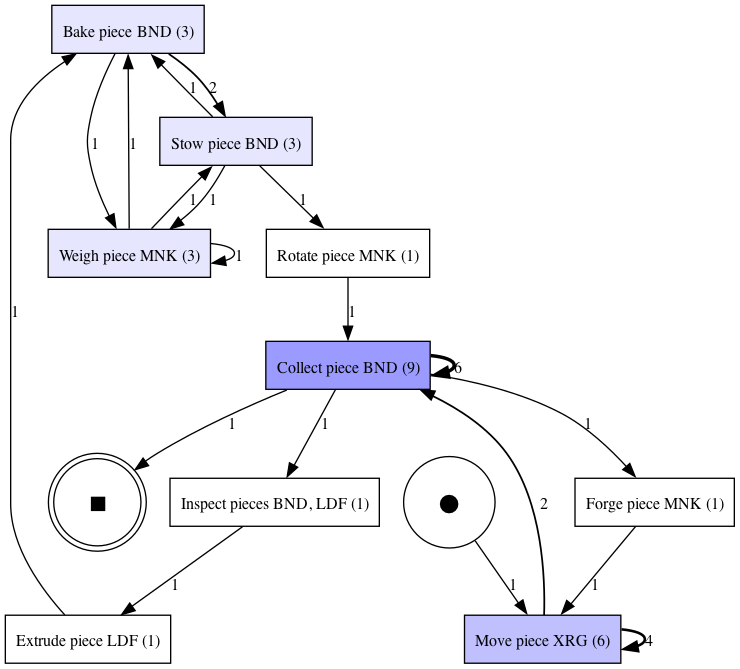 Bake piece BND (3)
1
2
Stow piece BND (3)
1
1
1
1
1
Weigh piece MNK (3)
1
Rotate piece MNK (1)
1
1
Collect piece BND (9)
6
1
1
1
Inspect pieces BND, LDF (1)
Forge piece MNK (1)
2
1
1
1
Extrude piece LDF (1)
Move piece XRG (6)
4